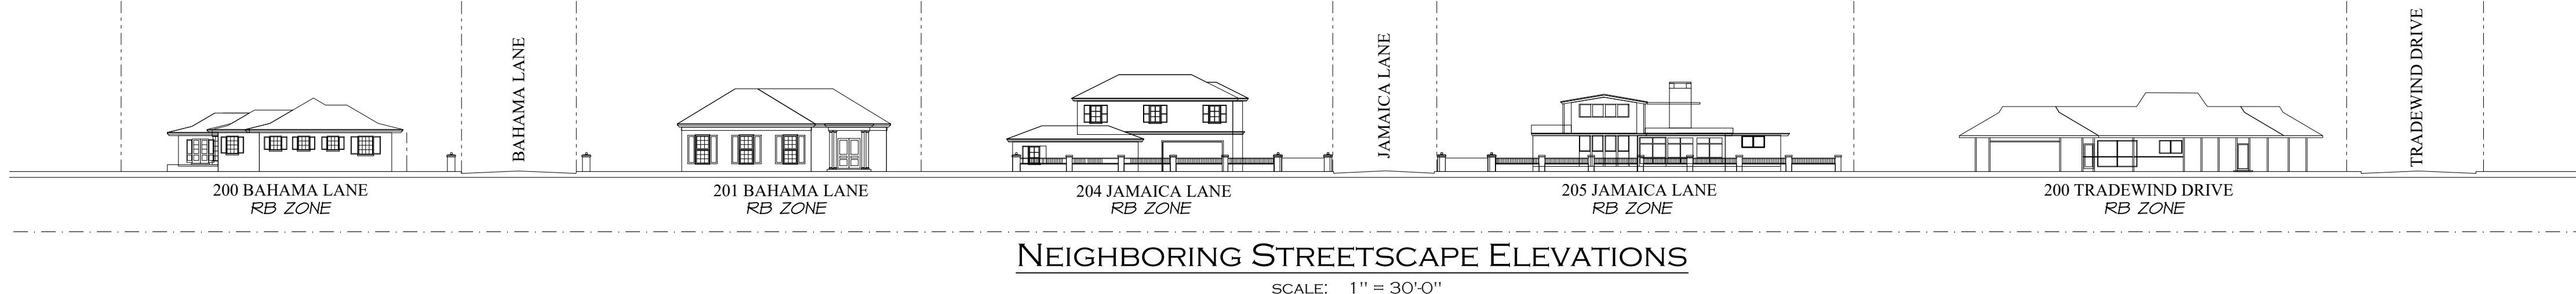 BAHAMA LANE
JAMAICA LANE
TRADEWIND DRIVE
200 BAHAMA LANE
RB ZONE
201 BAHAMA LANE
RB ZONE
204 JAMAICA LANE
RB ZONE
205 JAMAICA LANE
RB ZONE
200 TRADEWIND DRIVE
RB ZONE
NEIGHBORING STREETSCAPE ELEVATIONS
SCALE: 1" = 30'-0"